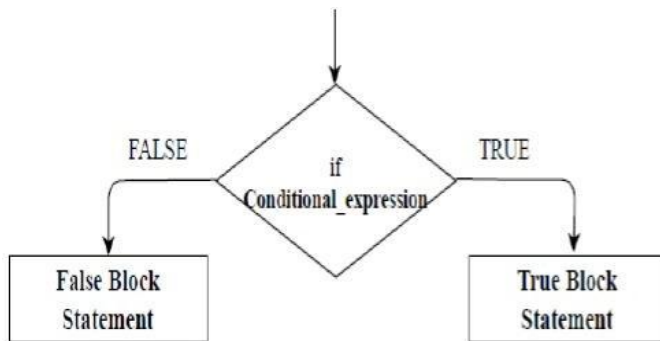 FALSE
TRUE
if
Conditional_expression
False Block
Statement
True Block
Statement